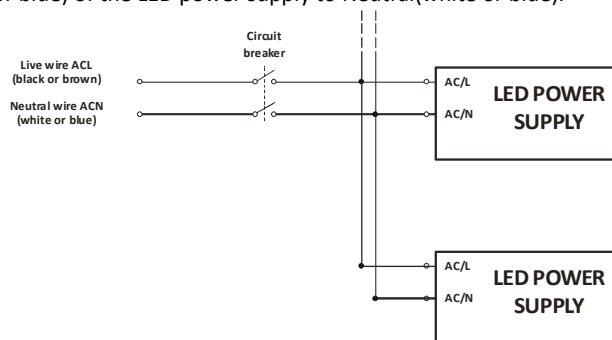 or blue) of the LED power supply to Neutral(white or blue).
Circuit
breaker
Live wire ACL
(black or brown)
Neutral wire ACN
(white or blue)
AC/L
AC/N
LED POWER
SUPPLY
AC/L
AC/N
LED POWER
SUPPLY